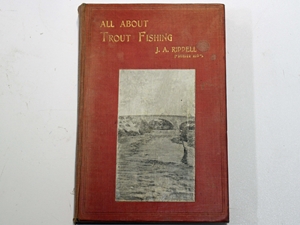 ALL ABOUT
TROUT FISHING
J. A. RIDDELL